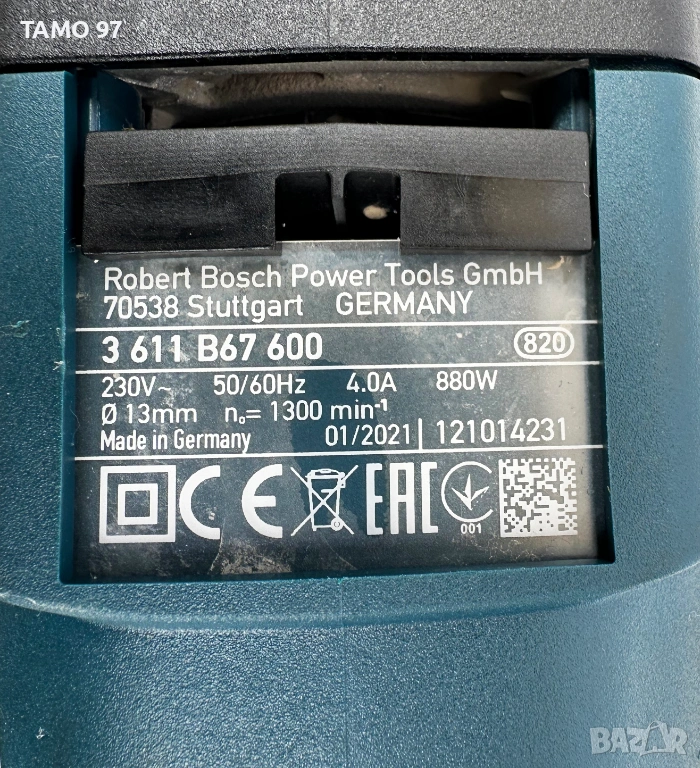 TAMO 97
Robert Bosch Power Tools GmbH
70538 Stuttgart GERMANY
3 611 B67 600 820
230V~ 50/60Hz 4.0A 880W
Ø 13mm n₀= 1300 min⁻¹
Made in Germany 01/2021 | 121014231
CE EAC 001
BAZAR